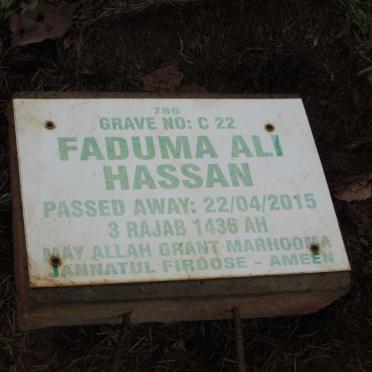 786
GRAVE NO: C 22
FADUMA ALI
HASSAN
PASSED AWAY: 22/04/2015
3 RAJAB 1436 AH
MAY ALLAH GRANT MARHOOMA
JANNATUL FIRDOSE - AMEEN